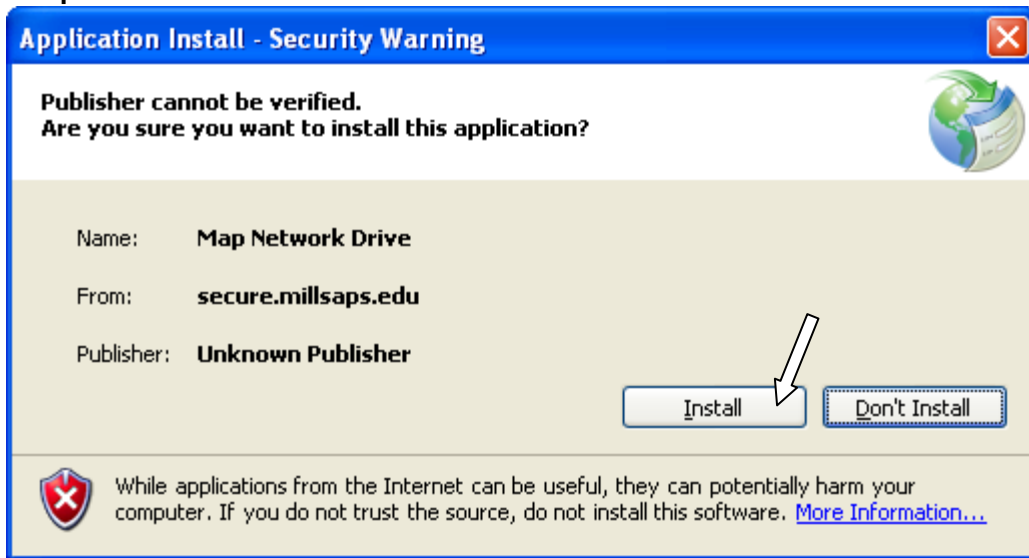 Application Install - Security Warning
Publisher cannot be verified.
Are you sure you want to install this application?
Name: Map Network Drive
From: secure.millsaps.edu
Publisher: Unknown Publisher
Install Don't Install
While applications from the Internet can be useful, they can potentially harm your
computer. If you do not trust the source, do not install this software. More Information...